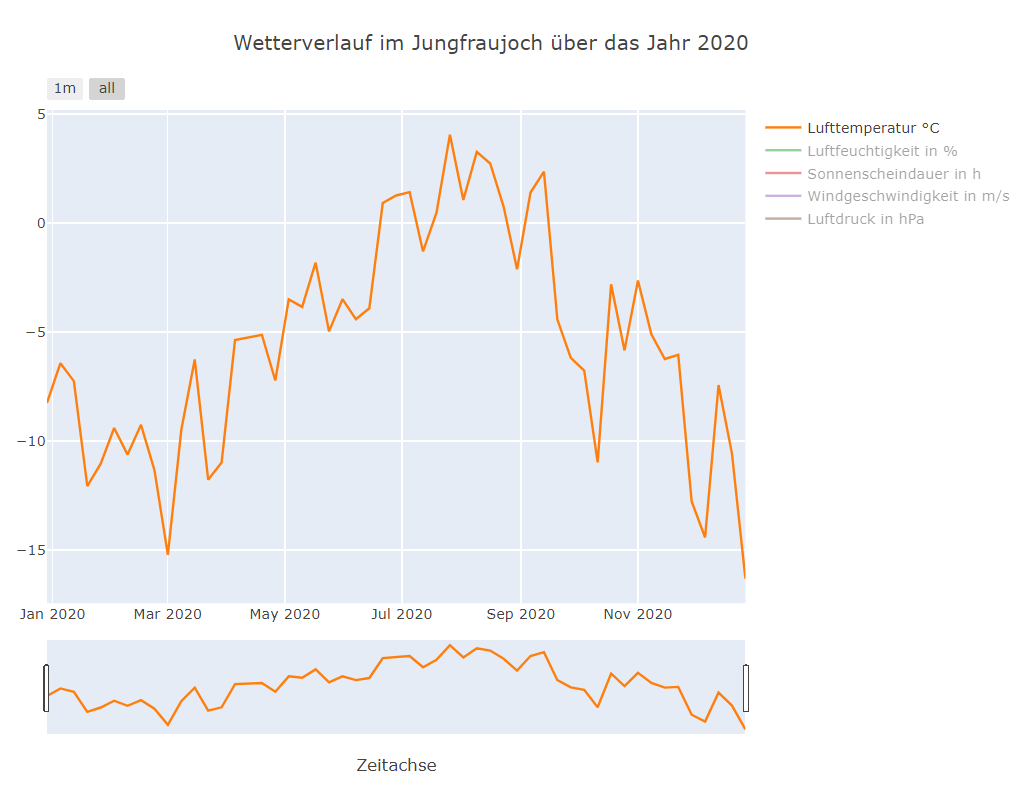 Wetterverlauf im Jungfraujoch über das Jahr 2020
1m
all
5
0
−5
−10
−15
Jan 2020
Mar 2020
May 2020
Jul 2020
Sep 2020
Nov 2020
Lufttemperatur °C
Luftfeuchtigkeit in %
Sonnenscheindauer in h
Windgeschwindigkeit in m/s
Luftdruck in hPa
Zeitachse